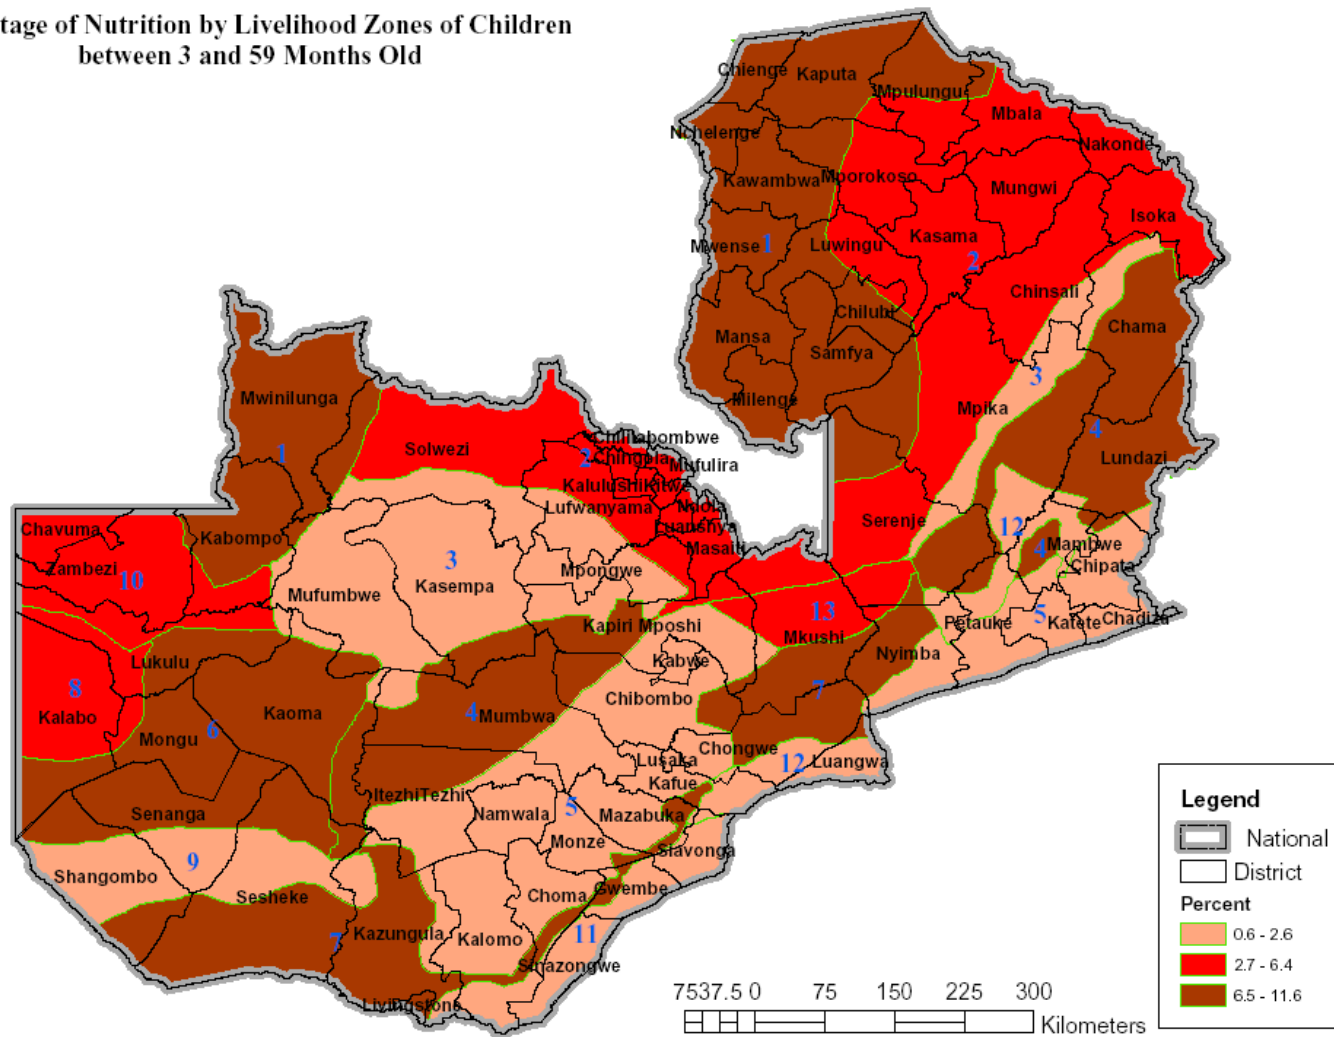 tage of Nutrition by Livelihood Zones of Children
between 3 and 59 Months Old
Chienge
Kaputa
Mpulungu
Mbala
Nchelenge
Nakonde
Kawambwa
Mporokoso
Mungwi
Isoka
Mwense
1
Luwingu
Kasama
2
Chinsali
Chilubi
Chama
Mansa
Samfya
3
Milenge
Mpika
4
Lundazi
Mwinilunga
1
Solwezi
2
Chililabombwe
Chingola
Mufulira
Kalulushi
Kitwe
Lufwanyama
Ndola
Luanshya
Masaiti
Serenje
12
4
Mambwe
Chipata
Chavuma
Kabompo
Zambezi
10
3
Kasempa
Mpongwe
Mufumbwe
Kapiri Mposhi
13
Mkushi
Petauke
5
Katete
Chadiza
Nyimba
Lukulu
Kabwe
8
Kalabo
Kaoma
Chibombo
7
4
Mumbwa
Mongu
6
Chongwe
Lusaka
12
Luangwa
Kafue
ItezhiTezhi
Namwala
5
Mazabuka
Senanga
Monze
Siavonga
Shangombo
9
Sesheke
Choma
Gwembe
7
Kazungula
Kalomo
11
Sinazongwe
Livingstone
Legend
National
District
Percent
0.6 - 2.6
2.7 - 6.4
6.5 - 11.6
7537.5 0 75 150 225 300
Kilometers